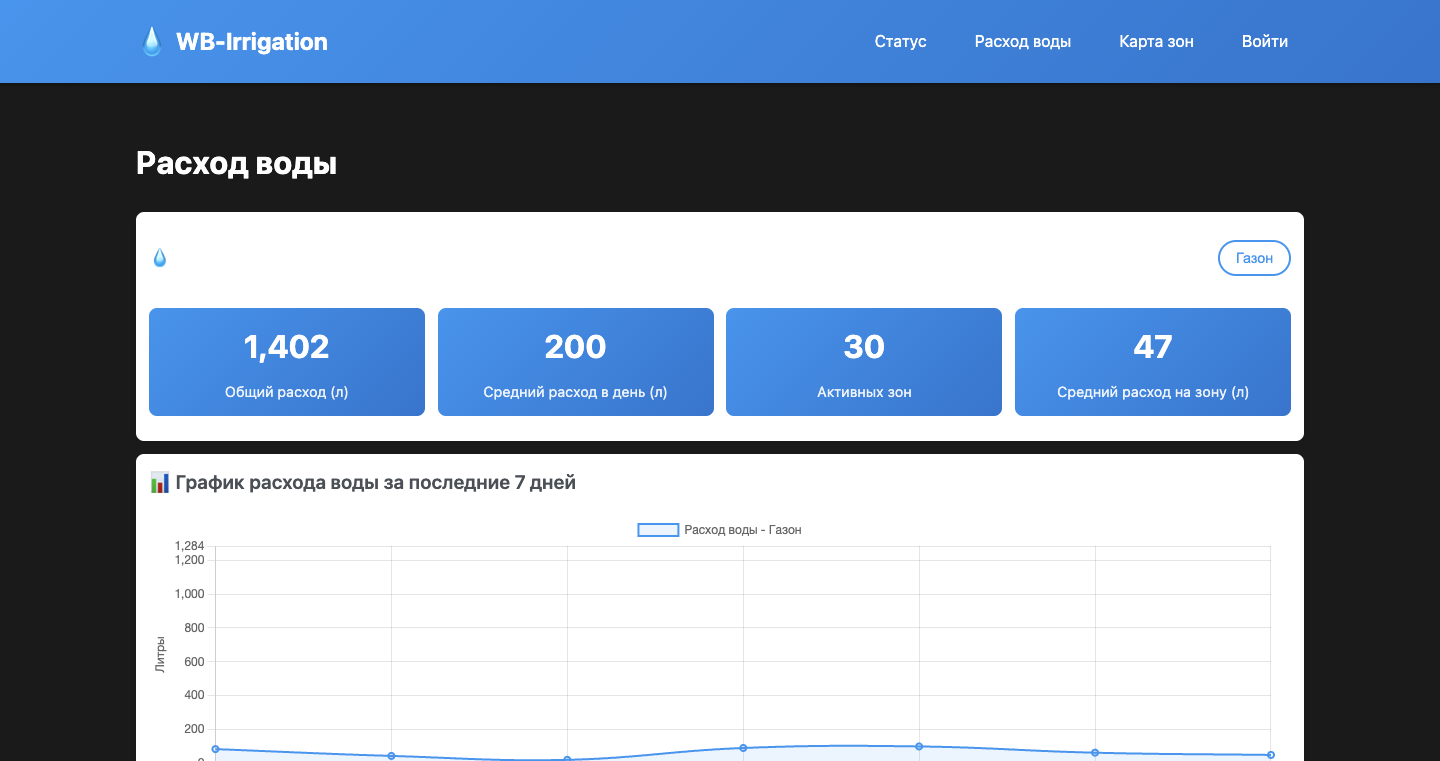 WB-Irrigation
Статус
Расход воды
Карта зон
Войти
Расход воды
Газон
1,402
Общий расход (л)
200
Средний расход в день (л)
30
Активных зон
47
Средний расход на зону (л)
График расхода воды за последние 7 дней
Расход воды - Газон
Литры
1,284
1,200
1,000
800
600
400
200
0